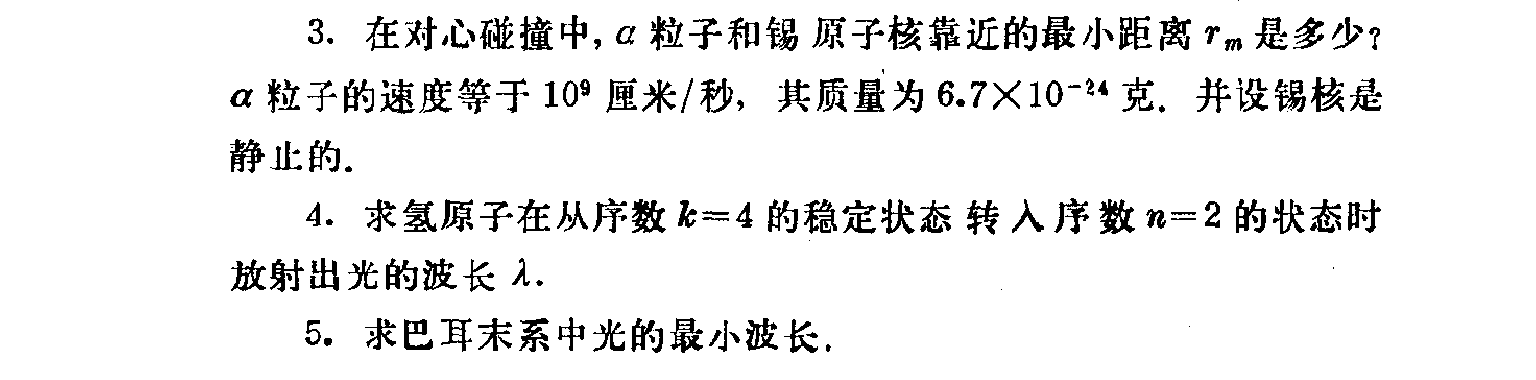 3. 在对心碰撞中, α 粒子和锡原子核靠近的最小距离 rₘ 是多少?
α 粒子的速度等于 10⁹ 厘米/秒, 其质量为 6.7×10⁻²⁴ 克. 并设锡核是
静止的.
4. 求氢原子在从序数 k=4 的稳定状态转入序数 n=2 的状态时
放射出光的波长 λ.
5. 求巴耳末系中光的最小波长.